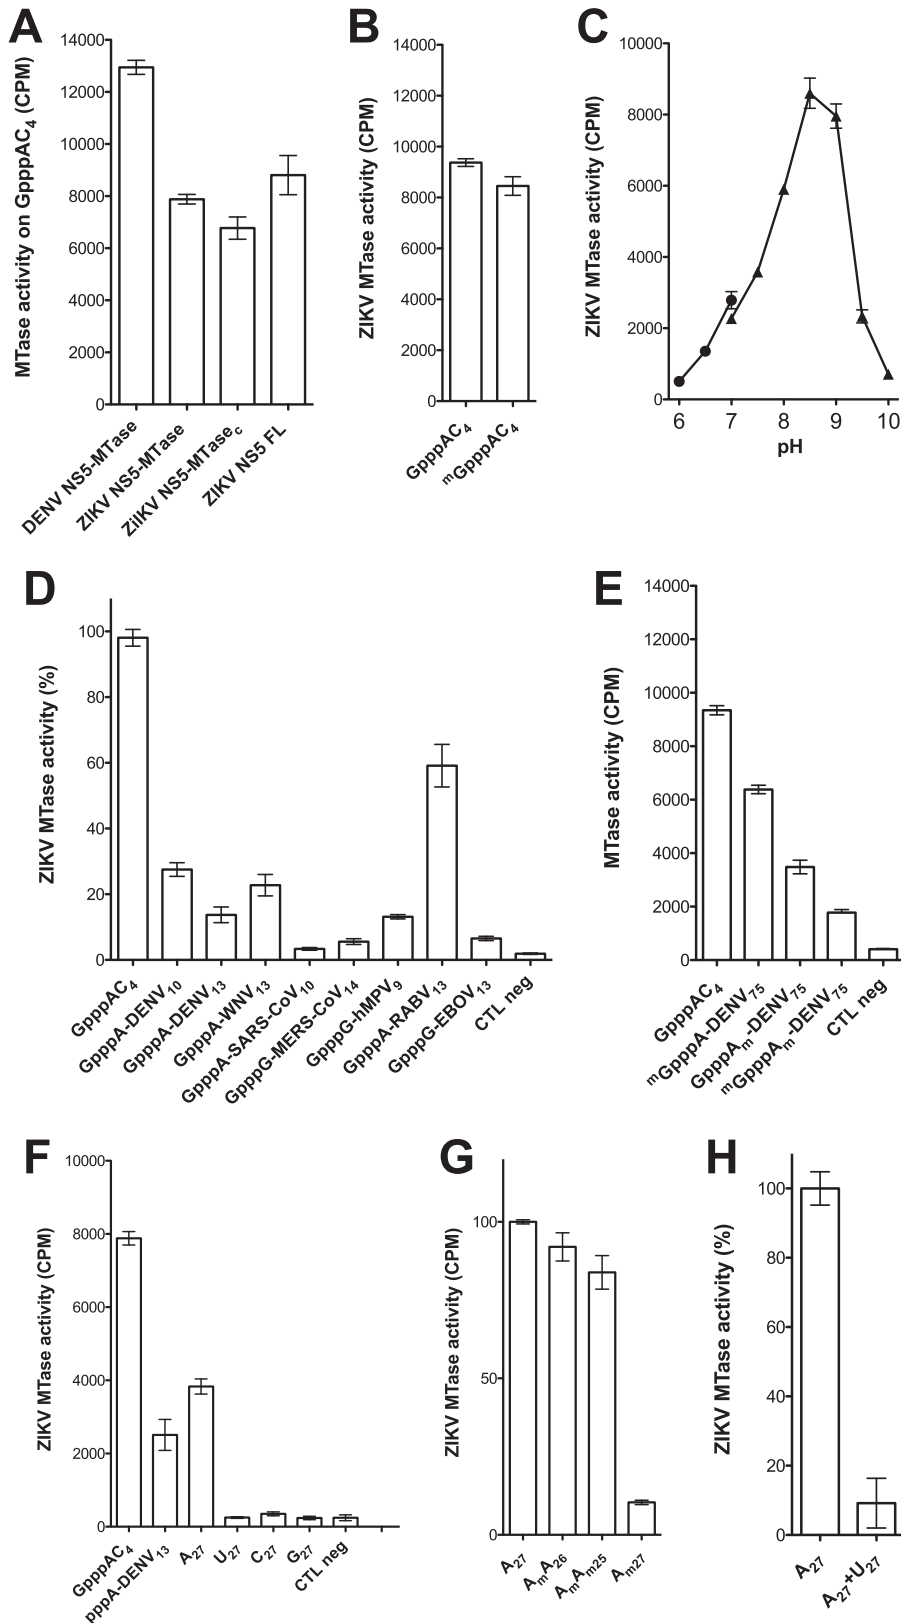 A
MTase activity on GpppAC4 (CPM)
14000
12000
10000
8000
6000
4000
2000
0
DENV NS5-MTase
ZIKV NS5-MTase
ZiIKV NS5-MTasec
ZIKV NS5 FL
B
ZIKV MTase activity (CPM)
14000
12000
10000
8000
6000
4000
2000
0
GpppAC4
mGpppAC4
C
ZIKV MTase activity (CPM)
10000
8000
6000
4000
2000
0
6 7 8 9 10
pH
D
ZIKV MTase activity (%)
100
80
60
40
20
0
GpppAC4
GpppA-DENV10
GpppA-DENV13
GpppA-WNV13
GpppA-SARS-CoV10
GpppG-MERS-CoV14
GpppG-hMPV9
GpppA-RABV13
GpppG-EBOV13
CTL neg
E
MTase activity (CPM)
14000
12000
10000
8000
6000
4000
2000
0
GpppAC4
mGpppA-DENV75
GpppAm-DENV75
mGpppAm-DENV75
CTL neg
F
ZIKV MTase activity (CPM)
10000
8000
6000
4000
2000
0
GpppAC4
pppA-DENV13
A27
U27
C27
G27
CTL neg
G
ZIKV MTase activity (CPM)
100
50
0
A27
AmA26
AmAm25
Am27
H
ZIKV MTase activity (%)
100
80
60
40
20
0
A27
A27+U27